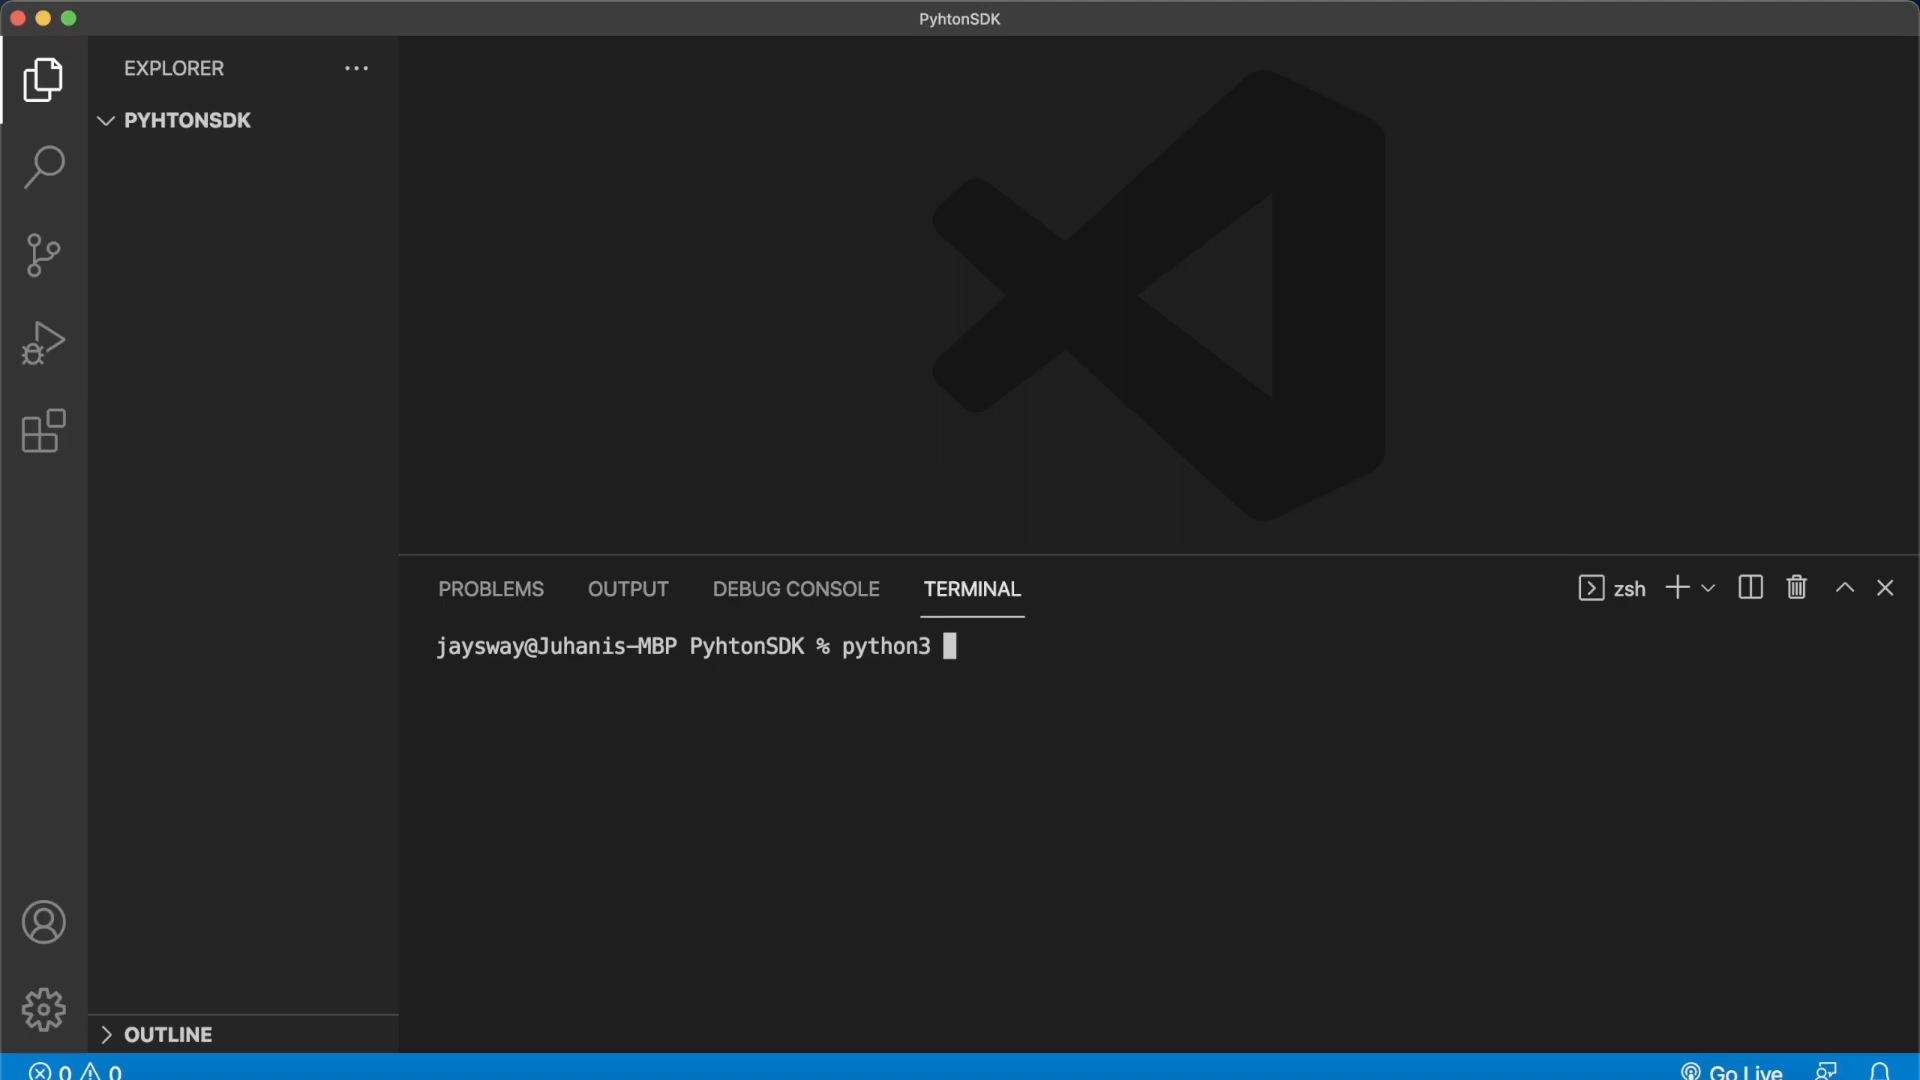 PyhtonSDK
EXPLORER
PYHTONSDK
PROBLEMS OUTPUT DEBUG CONSOLE TERMINAL zsh
jaysway@Juhanis-MBP PyhtonSDK % python3
OUTLINE
0 0 Go Live